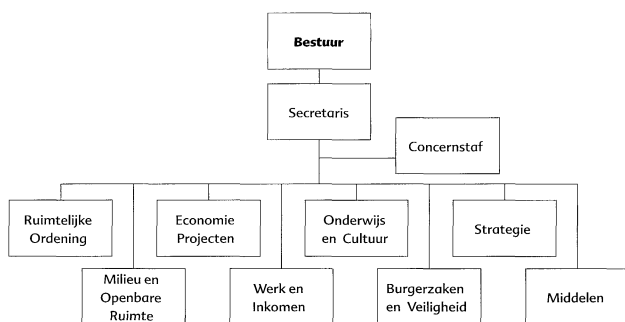 Bestuur
Secretaris
Concernstaf
Ruimtelijke
Ordening
Economie
Projecten
Onderwijs
en Cultuur
Strategie
Milieu en
Openbare
Ruimte
Werk en
Inkomen
Burgerzaken
en Veiligheid
Middelen